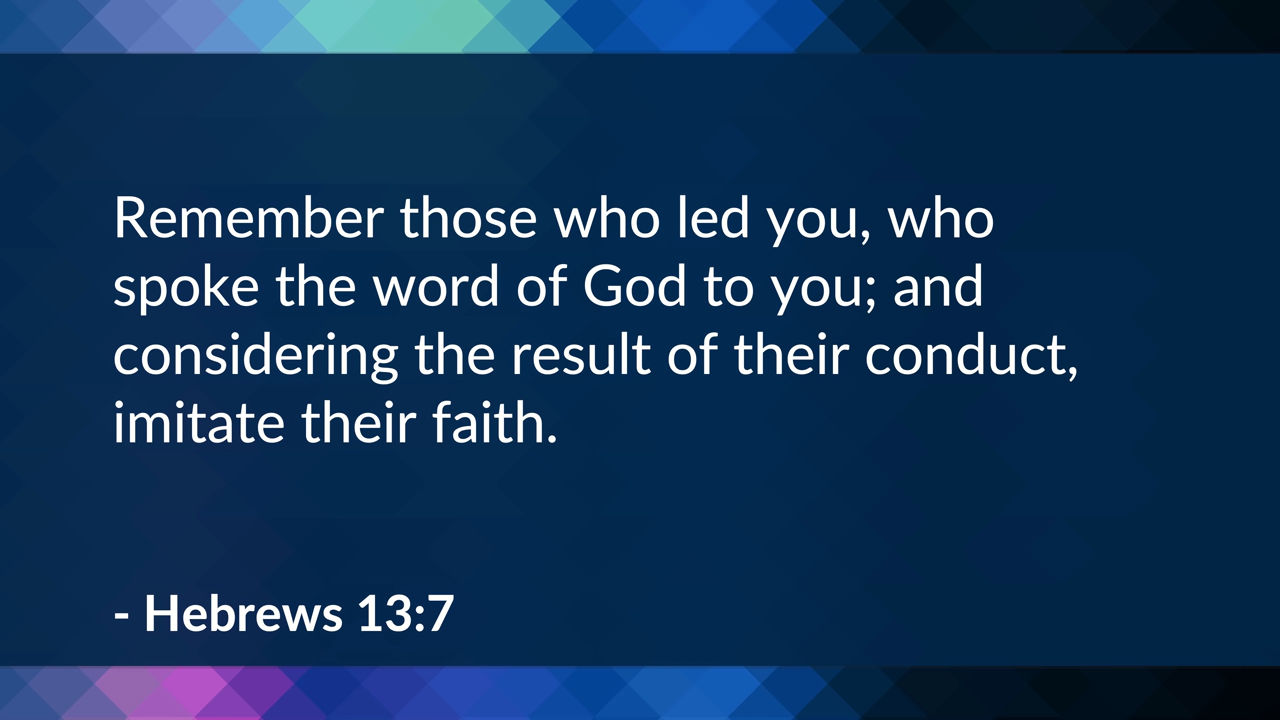 Remember those who led you, who
spoke the word of God to you; and
considering the result of their conduct,
imitate their faith.
- Hebrews 13:7